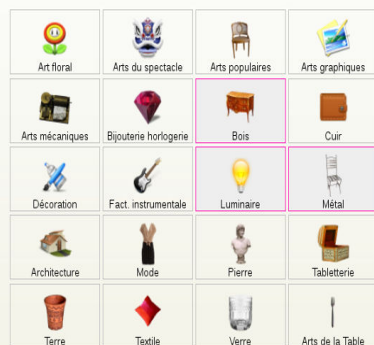 Art floral
Arts du spectacle
Arts populaires
Arts graphiques
Arts mécaniques
Bijouterie horlogerie
Bois
Cuir
Décoration
Fact. instrumentale
Luminaire
Métal
Architecture
Mode
Pierre
Tabletterie
Terre
Textile
Verre
Arts de la Table